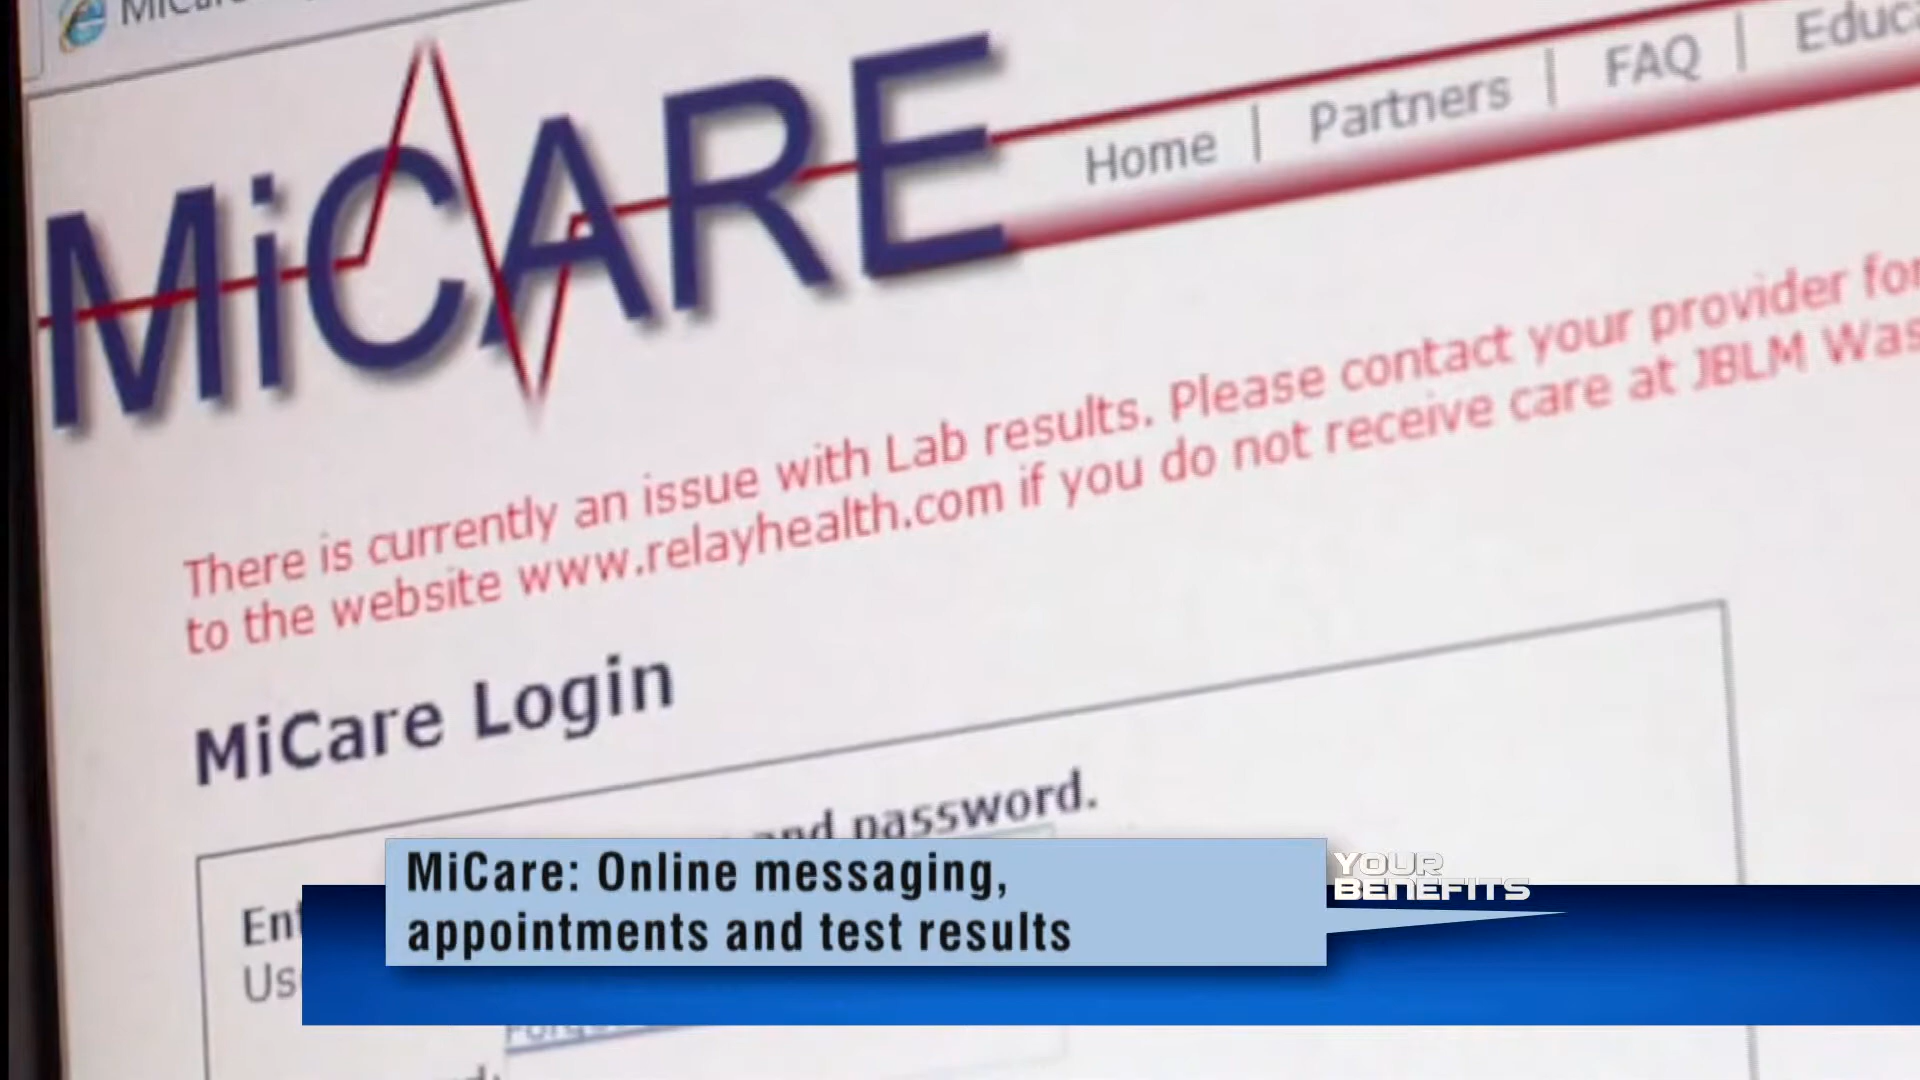 MiCARE
Home | Partners | FAQ |
There is currently an issue with Lab results. Please contact your provider for
to the website www.relayhealth.com if you do not receive care at JBLM
MiCare Login
and password.
MiCare: Online messaging,
appointments and test results
YOUR
BENEFITS